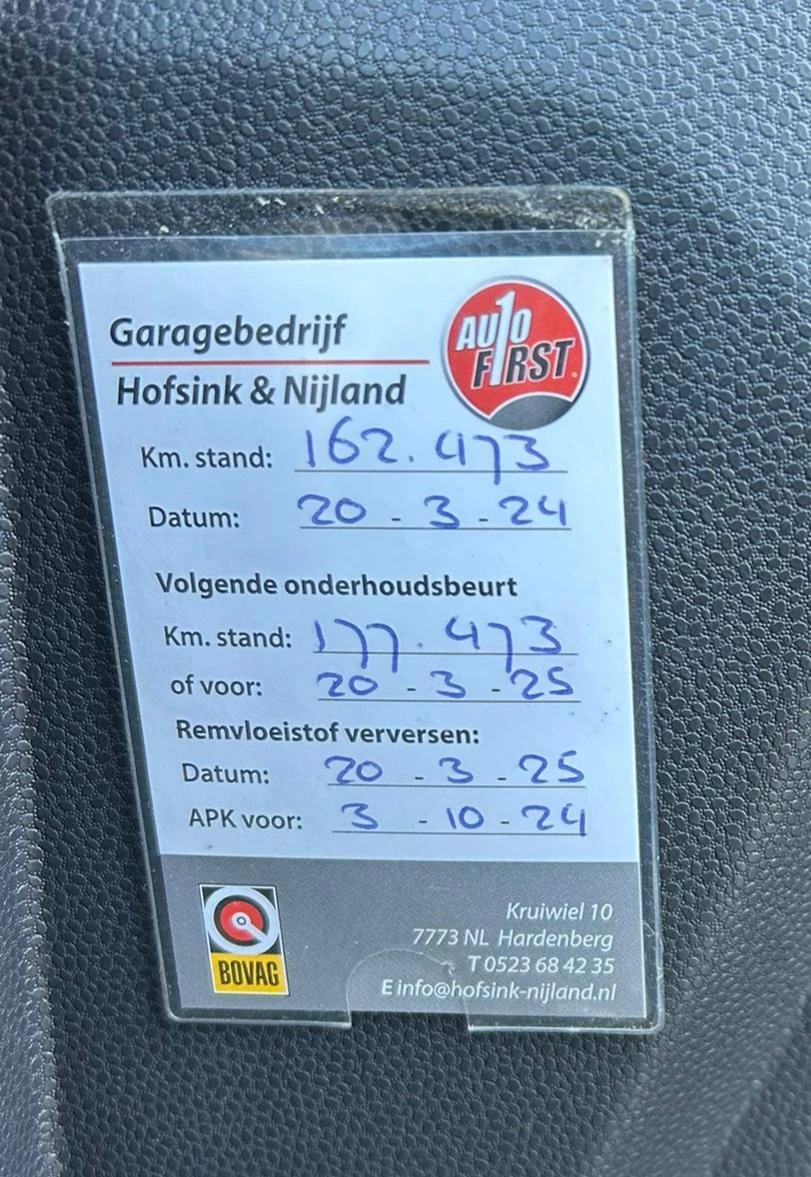 Garagebedrijf
Hofsink & Nijland
AUTO
F1RST
Km. stand: 162.473
Datum: 20 - 3 - 24
Volgende onderhoudsbeurt
Km. stand: 177.473
of voor: 20 - 3 - 25
Remvloeistof verversen:
Datum: 20 - 3 - 25
APK voor: 3 - 10 - 24
BOVAG
Kruiwiel 10
7773 NL Hardenberg
T 0523 68 42 35
E info@hofsink-nijland.nl